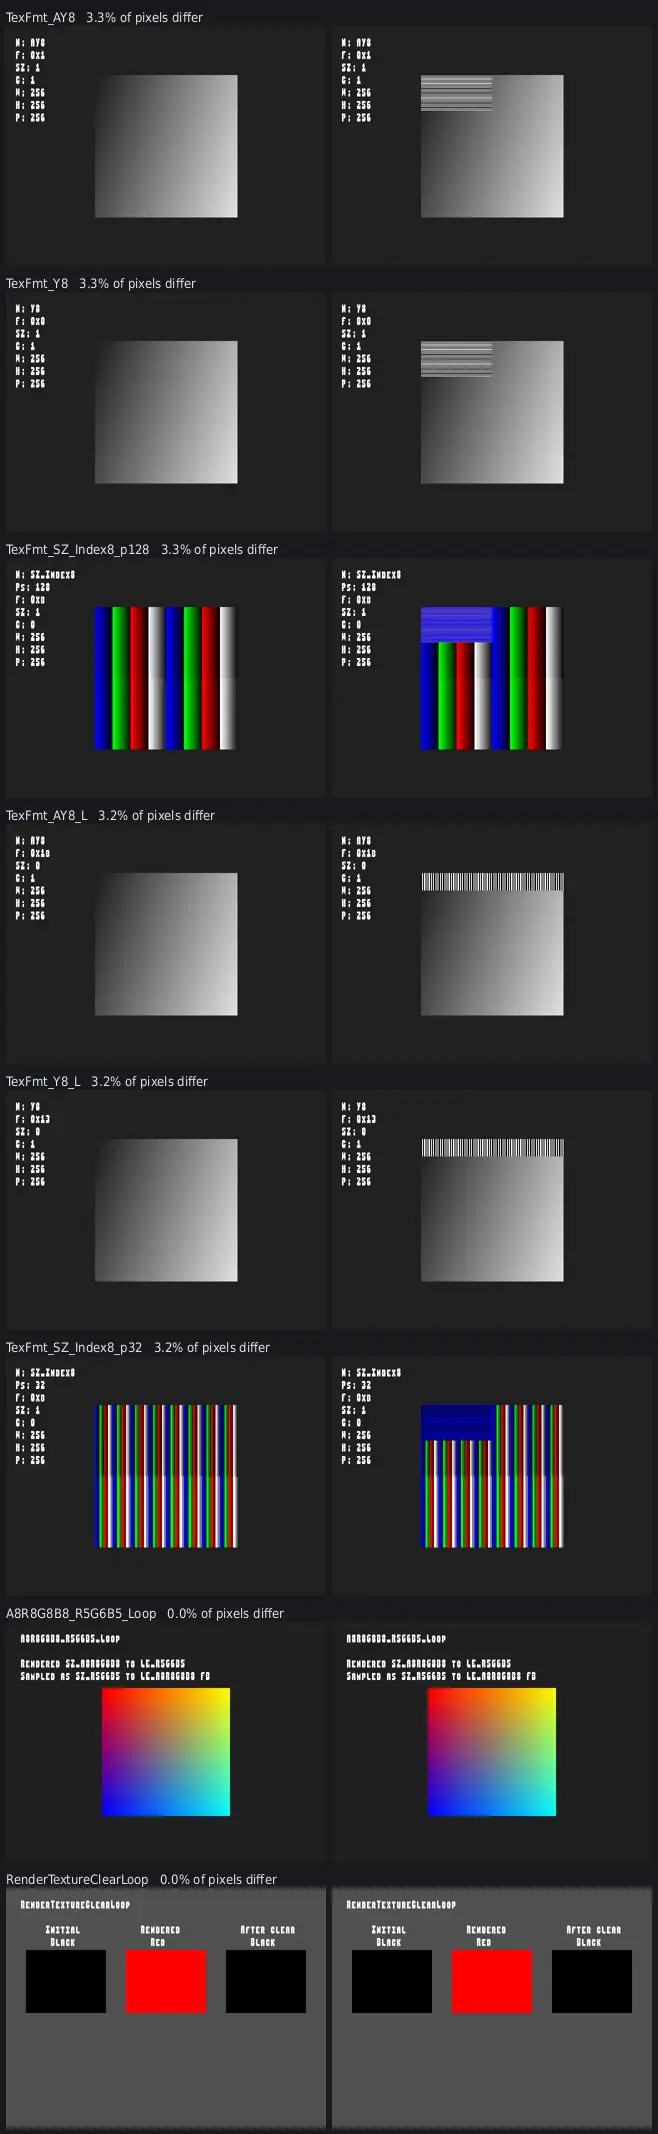 TexFmt_AY8 3.3% of pixels differ
N: AY8
F: 0x1
SZ: 1
C: 1
W: 256
H: 256
P: 256
N: AY8
F: 0x1
SZ: 1
C: 1
W: 256
H: 256
P: 256
TexFmt_Y8 3.3% of pixels differ
N: Y8
F: 0x0
SZ: 1
C: 1
W: 256
H: 256
P: 256
N: Y8
F: 0x0
SZ: 1
C: 1
W: 256
H: 256
P: 256
TexFmt_SZ_Index8_p128 3.3% of pixels differ
N: SZ_Index8
Ps: 128
F: 0xb
SZ: 1
C: 0
W: 256
H: 256
P: 256
N: SZ_Index8
Ps: 128
F: 0xb
SZ: 1
C: 0
W: 256
H: 256
P: 256
TexFmt_AY8_L 3.2% of pixels differ
N: AY8
F: 0x1b
SZ: 0
C: 1
W: 256
H: 256
P: 256
N: AY8
F: 0x1b
SZ: 0
C: 1
W: 256
H: 256
P: 256
TexFmt_Y8_L 3.2% of pixels differ
N: Y8
F: 0x13
SZ: 0
C: 1
W: 256
H: 256
P: 256
N: Y8
F: 0x13
SZ: 0
C: 1
W: 256
H: 256
P: 256
TexFmt_SZ_Index8_p32 3.2% of pixels differ
N: SZ_Index8
Ps: 32
F: 0xb
SZ: 1
C: 0
W: 256
H: 256
P: 256
N: SZ_Index8
Ps: 32
F: 0xb
SZ: 1
C: 0
W: 256
H: 256
P: 256
A8R8G8B8_R5G6B5_Loop 0.0% of pixels differ
A8R8G8B8_R5G6B5_Loop
Rendered SZ_A8R8G8B8 to LE_R5G6B5
Sampled as SZ_R5G6B5 to LE_A8R8G8B8 FB
A8R8G8B8_R5G6B5_Loop
Rendered SZ_A8R8G8B8 to LE_R5G6B5
Sampled as SZ_R5G6B5 to LE_A8R8G8B8 FB
RenderTextureClearLoop 0.0% of pixels differ
RenderTextureClearLoop
Initial Rendered After clear
Black Red Black
RenderTextureClearLoop
Initial Rendered After clear
Black Red Black